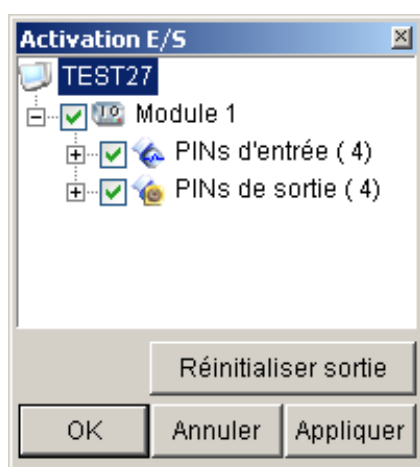 Activation E/S
TEST27
Module 1
PINs d'entrée ( 4)
PINs de sortie ( 4)
Réinitialiser sortie
OK Annuler Appliquer